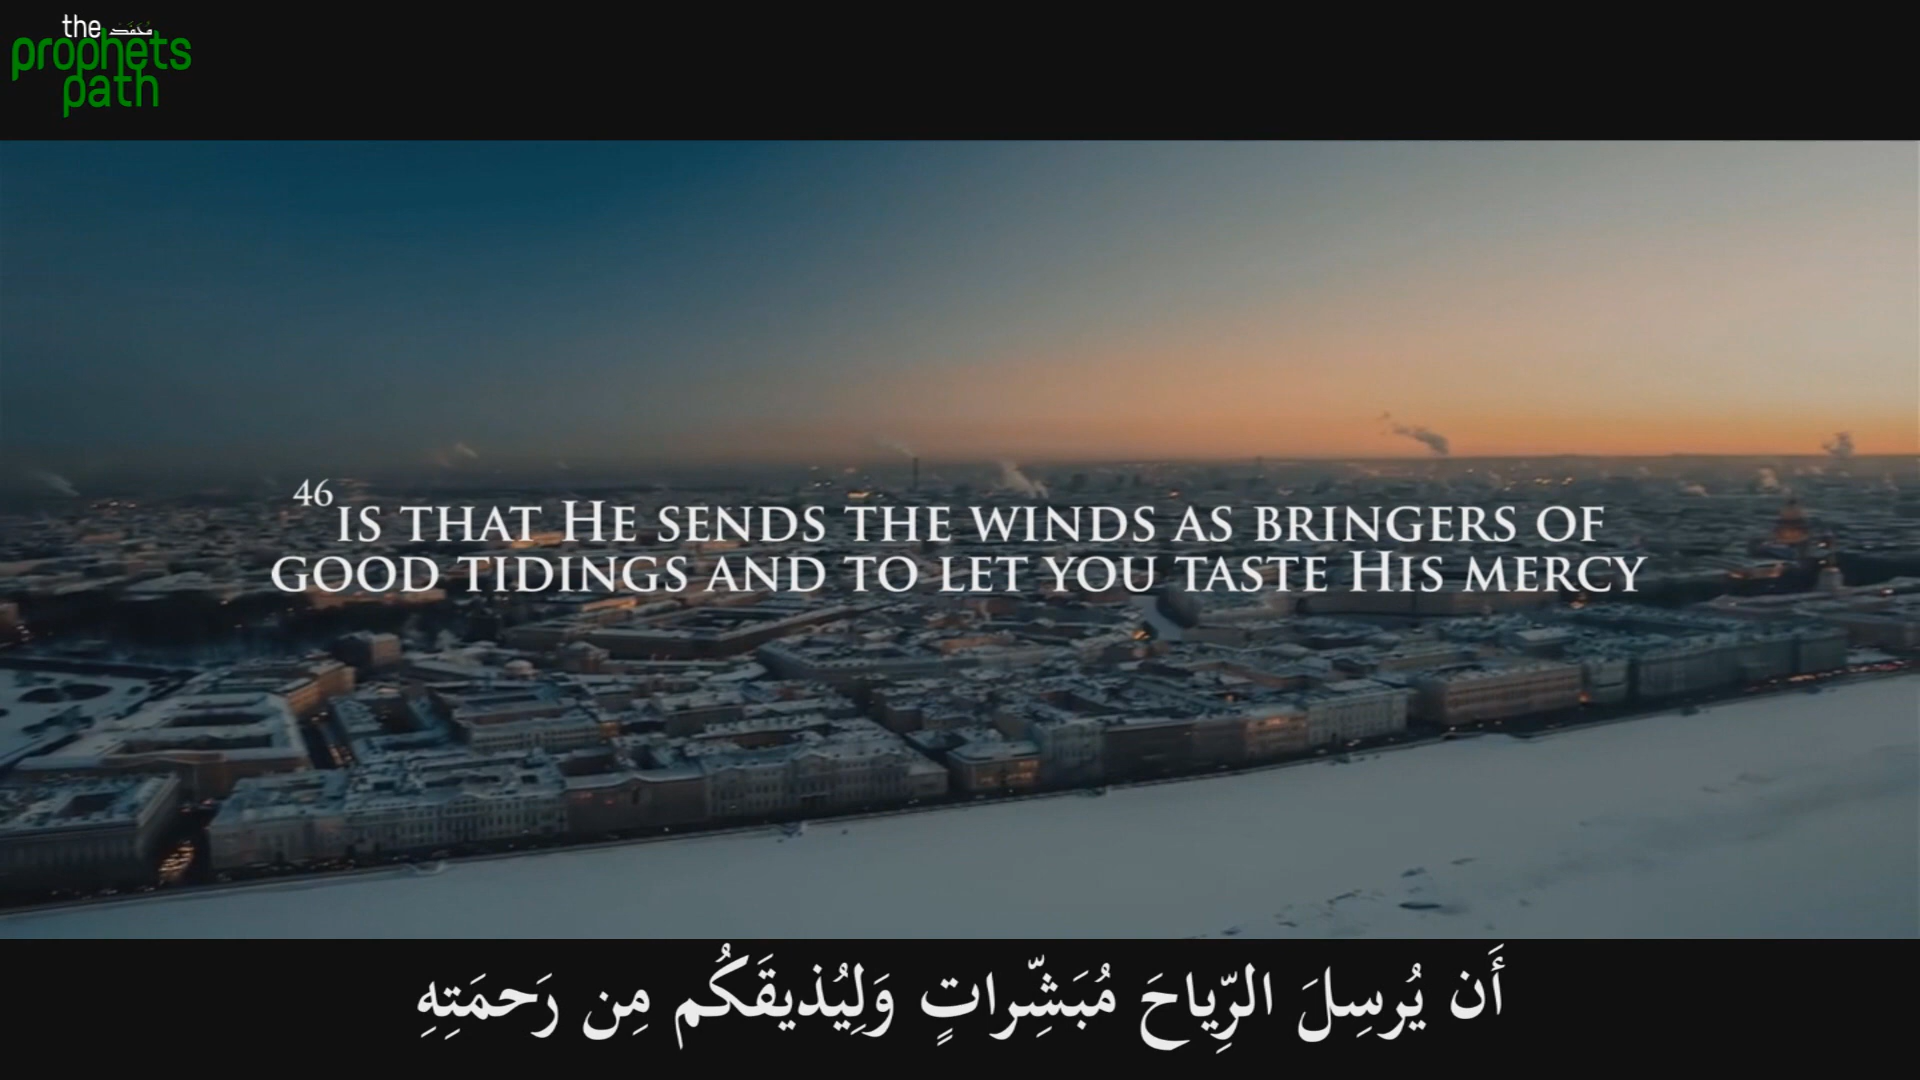 the مُحَمَّد
prophets
path
46 IS THAT HE SENDS THE WINDS AS BRINGERS OF
GOOD TIDINGS AND TO LET YOU TASTE HIS MERCY
أَن يُرسِلَ الرِّياحَ مُبَشِّراتٍ وَلِيُذيقَكُم مِن رَحمَتِهِ